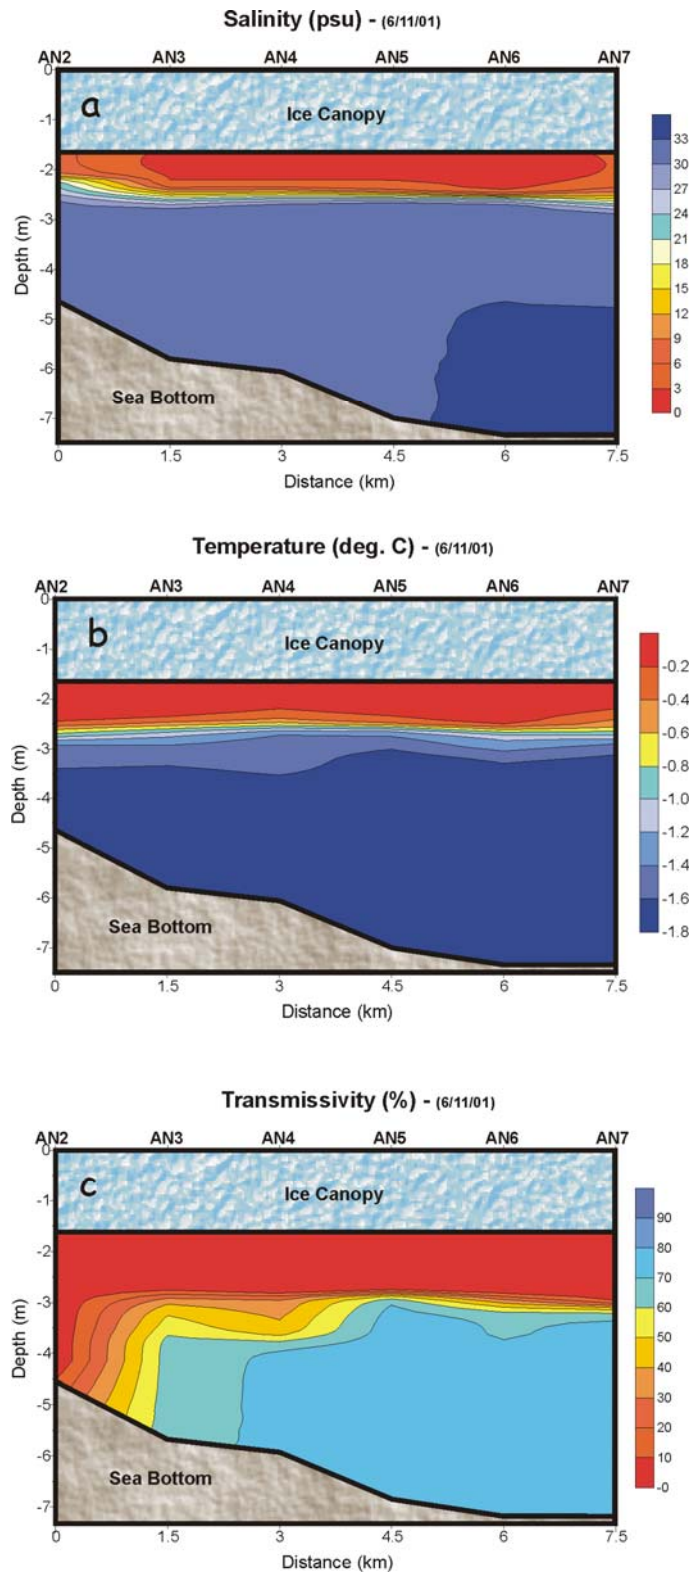 Salinity (psu) - (6/11/01)
AN2 AN3 AN4 AN5 AN6 AN7
a
Ice Canopy
Sea Bottom
Depth (m)
0
-1
-2
-3
-4
-5
-6
-7
0 1.5 3 4.5 6 7.5
Distance (km)
33
30
27
24
21
18
15
12
9
6
3
0
Temperature (deg. C) - (6/11/01)
AN2 AN3 AN4 AN5 AN6 AN7
b
Ice Canopy
Sea Bottom
Depth (m)
0
-1
-2
-3
-4
-5
-6
-7
0 1.5 3 4.5 6 7.5
Distance (km)
-0.2
-0.4
-0.6
-0.8
-1.0
-1.2
-1.4
-1.6
-1.8
Transmissivity (%) - (6/11/01)
AN2 AN3 AN4 AN5 AN6 AN7
c
Ice Canopy
Sea Bottom
Depth (m)
0
-1
-2
-3
-4
-5
-6
-7
0 1.5 3 4.5 6 7.5
Distance (km)
90
80
70
60
50
40
30
20
10
-0